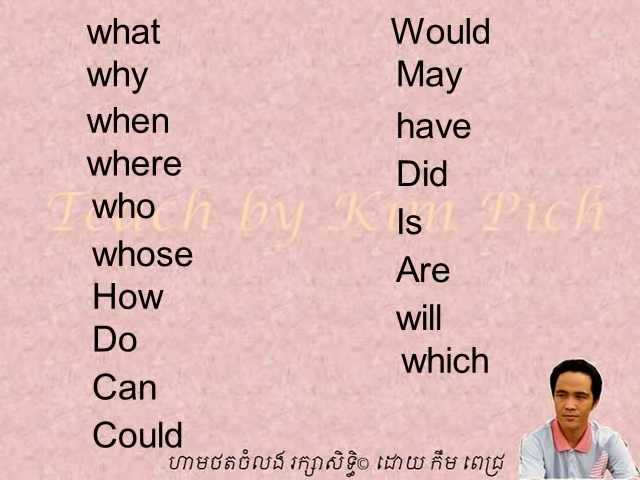 what
why
when
where
who
whose
How
Do
Can
Could
Would
May
have
Did
Is
Are
will
which
Teach by Kim Pich
ហាមថតចំលង រក្សាសិទ្ធិ© ដោយ កឹម ពេជ្រ